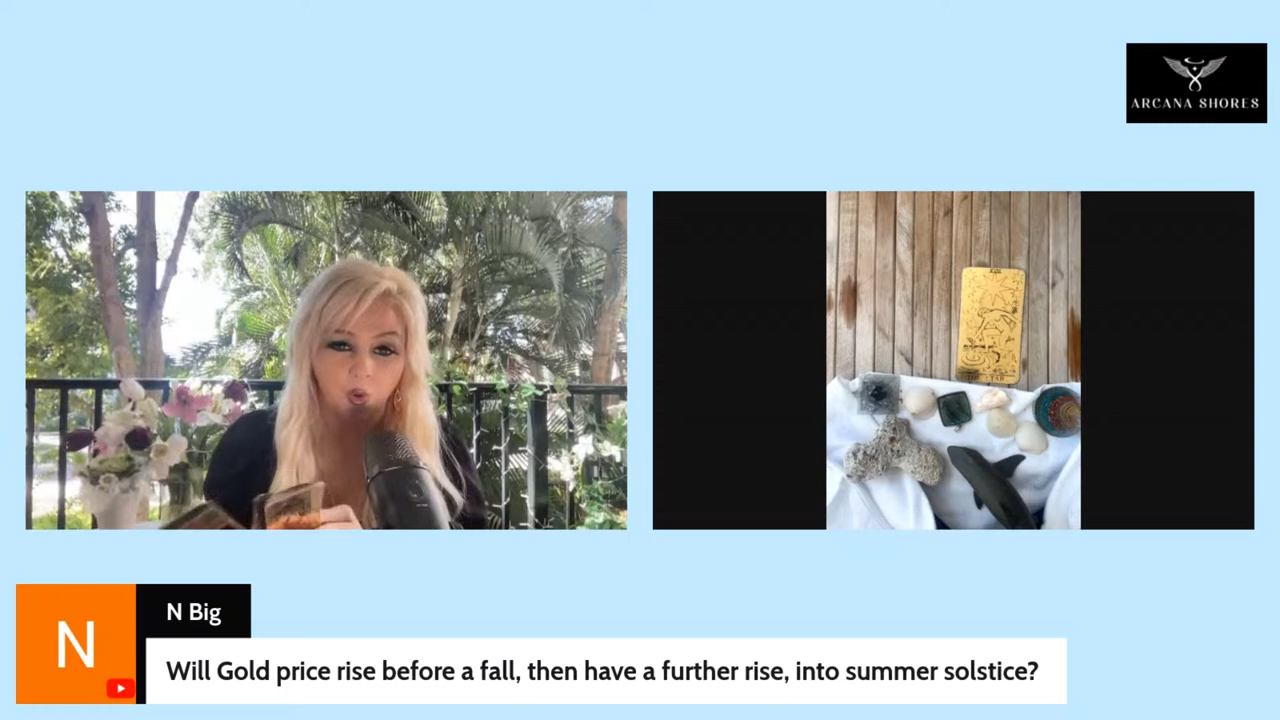 ARCANA SHORES
N
N Big
Will Gold price rise before a fall, then have a further rise, into summer solstice?